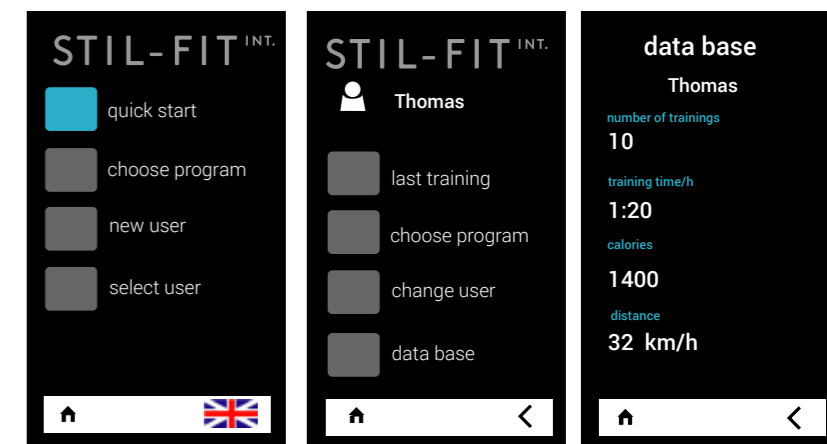 STIL-FIT INT.
quick start
choose program
new user
select user
STIL-FIT INT.
Thomas
last training
choose program
change user
data base
data base
Thomas
number of trainings
10
training time/h
1:20
calories
1400
distance
32 km/h